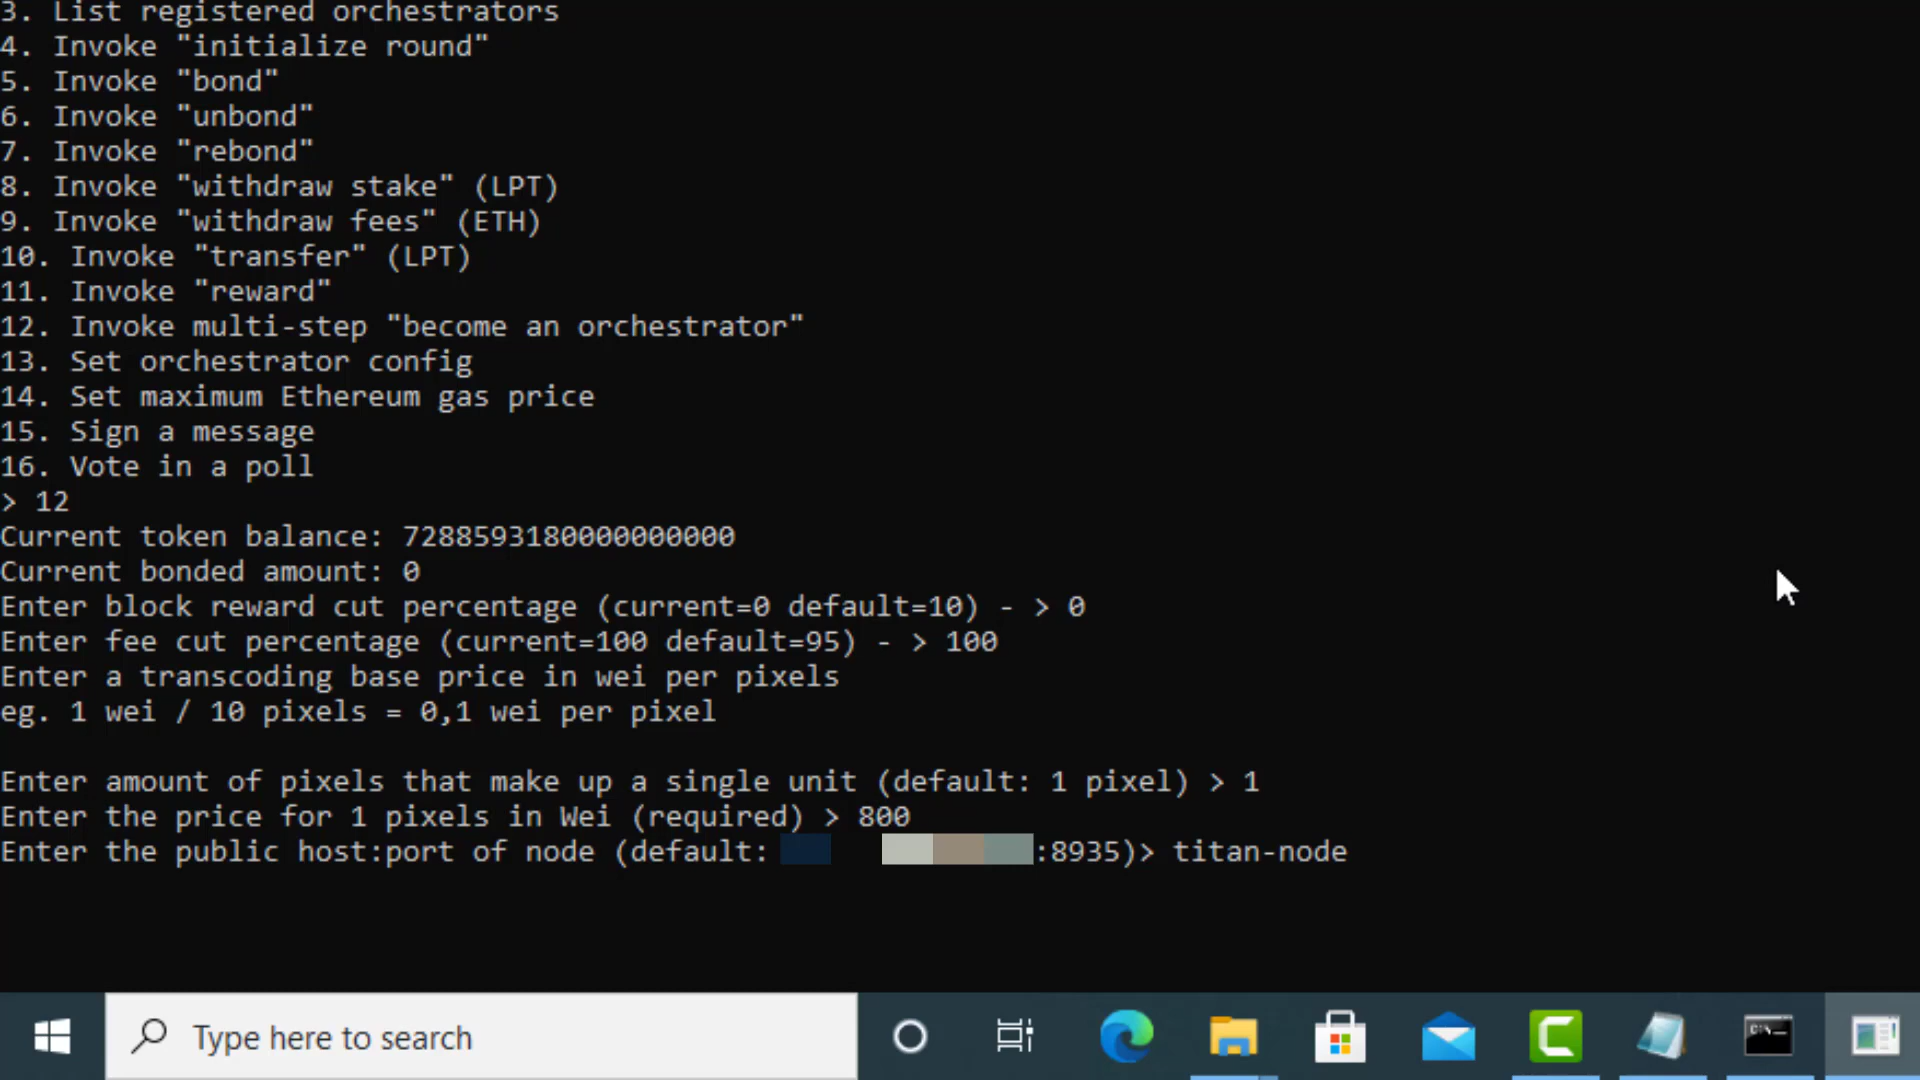 3. List registered orchestrators
4. Invoke "initialize round"
5. Invoke "bond"
6. Invoke "unbond"
7. Invoke "rebond"
8. Invoke "withdraw stake" (LPT)
9. Invoke "withdraw fees" (ETH)
10. Invoke "transfer" (LPT)
11. Invoke "reward"
12. Invoke multi-step "become an orchestrator"
13. Set orchestrator config
14. Set maximum Ethereum gas price
15. Sign a message
16. Vote in a poll
> 12
Current token balance: 7288593180000000000
Current bonded amount: 0
Enter block reward cut percentage (current=0 default=10) - > 0
Enter fee cut percentage (current=100 default=95) - > 100
Enter a transcoding base price in wei per pixels
eg. 1 wei / 10 pixels = 0,1 wei per pixel
Enter amount of pixels that make up a single unit (default: 1 pixel) > 1
Enter the price for 1 pixels in Wei (required) > 800
Enter the public host:port of node (default: :8935)> titan-node
Type here to search